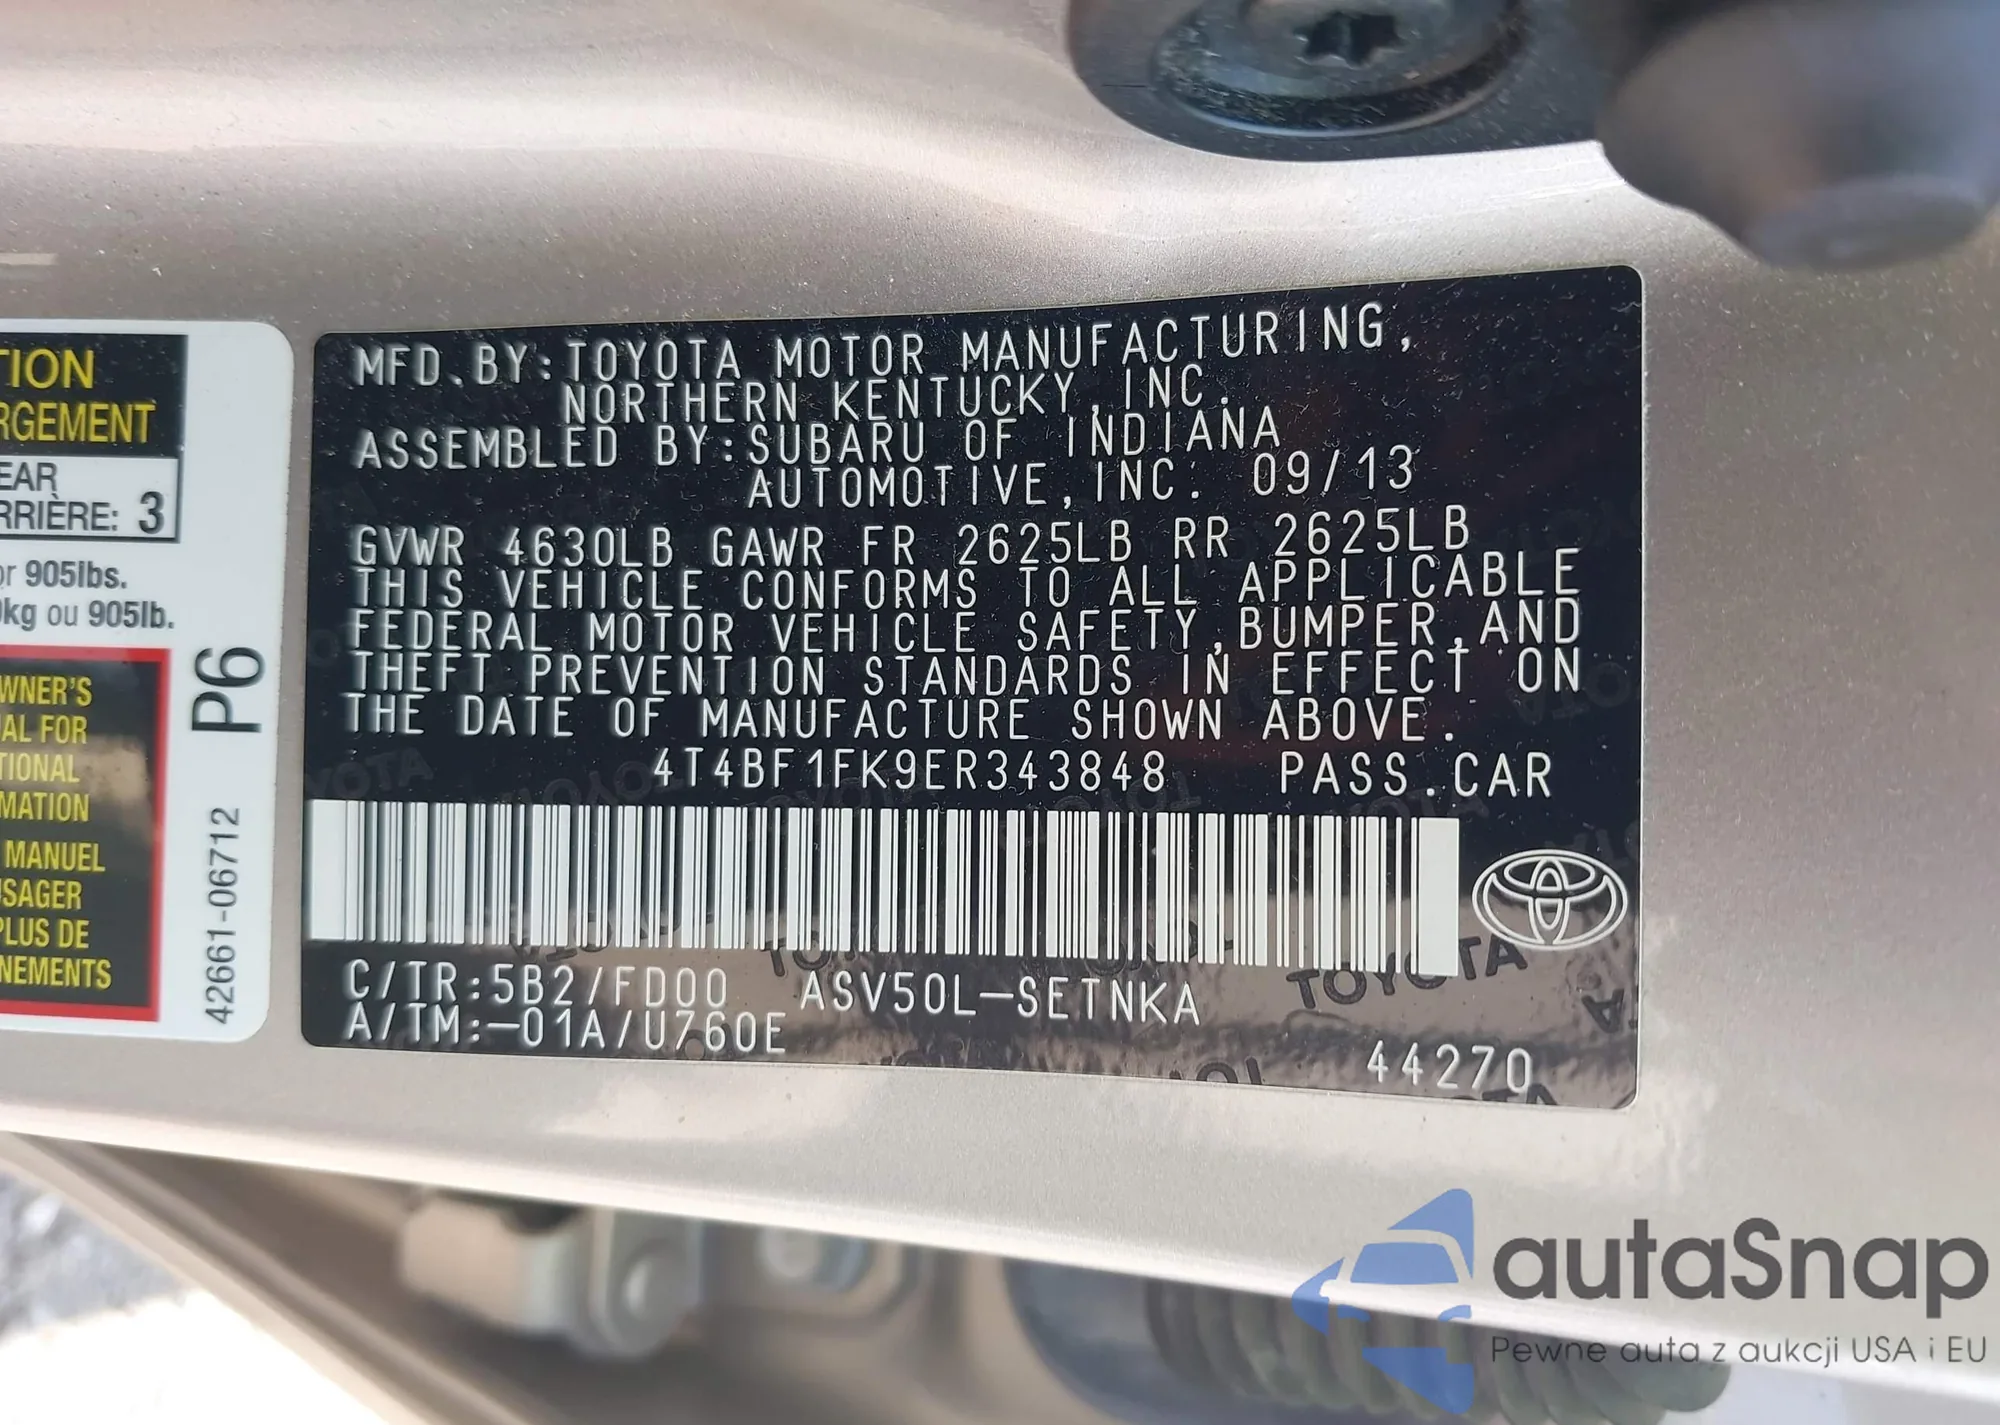 TION
RGEMENT
EAR
RRIÈRE: 3
or 905lbs.
kg ou 905lb.
WNER'S
AL FOR
TIONAL
MATION
MANUEL
SAGER
PLUS DE
NEMENTS
P6
42661-06712
MFD.BY:TOYOTA MOTOR MANUFACTURING,
NORTHERN KENTUCKY,INC.
ASSEMBLED BY:SUBARU OF INDIANA
AUTOMOTIVE,INC. 09/13
GVWR 4630LB GAWR FR 2625LB RR 2625LB
THIS VEHICLE CONFORMS TO ALL APPLICABLE
FEDERAL MOTOR VEHICLE SAFETY,BUMPER,AND
THEFT PREVENTION STANDARDS IN EFFECT ON
THE DATE OF MANUFACTURE SHOWN ABOVE.
4T4BF1FK9ER343848 PASS.CAR
C/TR:5B2/FD00 ASV50L-SETNKA
A/TM:-01A/U760E
44270
TOYOTA
autaSnap
Pewne auta z aukcji USA i EU